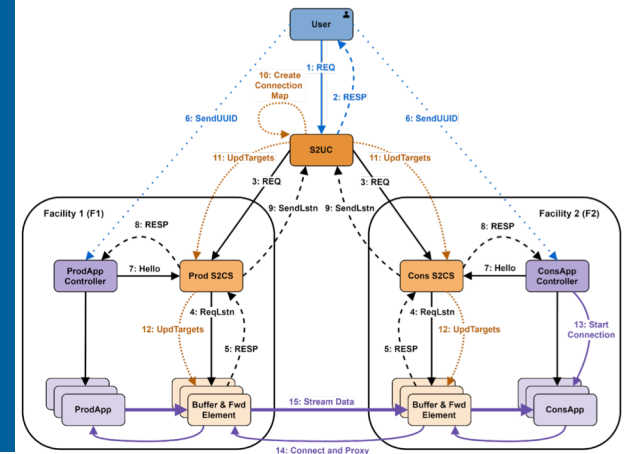 User
1: REQ
10: Create
Connection
Map
2: RESP
6: SendUUID
6: SendUUID
S2UC
11: UpdTargets
11: UpdTargets
3: REQ
3: REQ
9: SendLstn
9: SendLstn
Facility 1 (F1)
Facility 2 (F2)
8: RESP
8: RESP
ProdApp
Controller
7: Hello
Prod S2CS
Cons S2CS
7: Hello
ConsApp
Controller
4: ReqLstn
4: ReqLstn
12: UpdTargets
12: UpdTargets
13: Start
Connection
5: RESP
5: RESP
15: Stream Data
ProdApp
Buffer & Fwd
Element
Buffer & Fwd
Element
ConsApp
14: Connect and Proxy